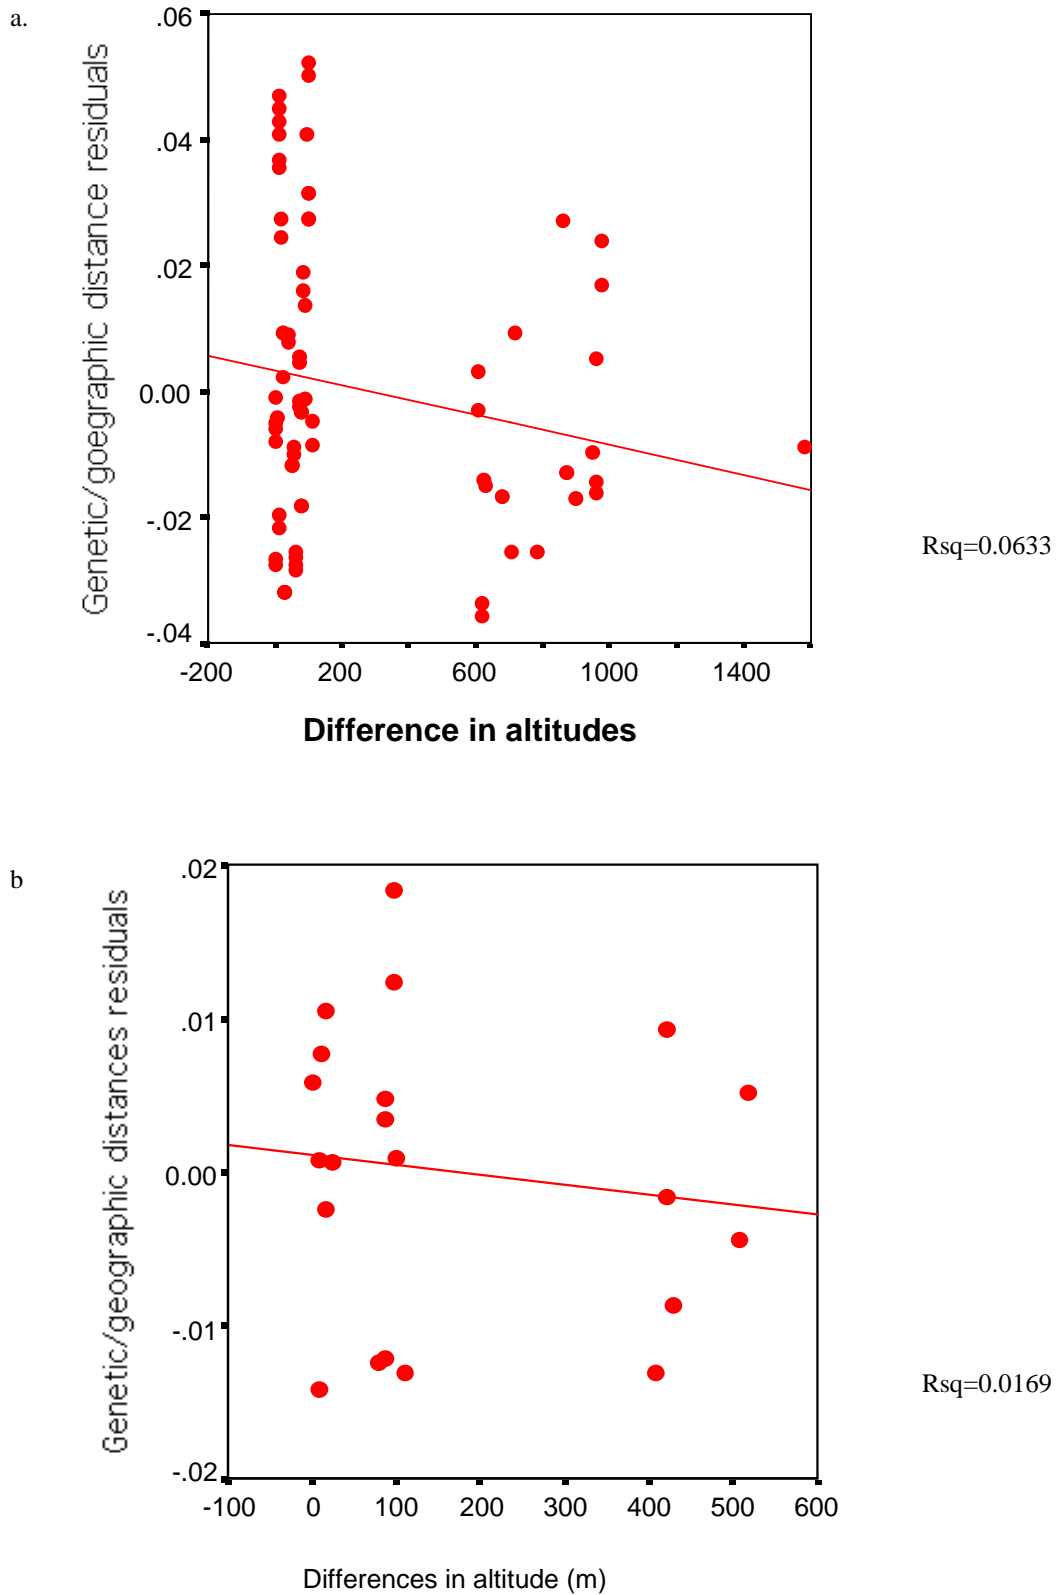 a.
Genetic/goegraphic distance residuals
.06
.04
.02
0.00
-.02
-.04
-200 200 600 1000 1400
Difference in altitudes
Rsq=0.0633
b
Genetic/geographic distances residuals
.02
.01
0.00
-.01
-.02
-100 0 100 200 300 400 500 600
Differences in altitude (m)
Rsq=0.0169